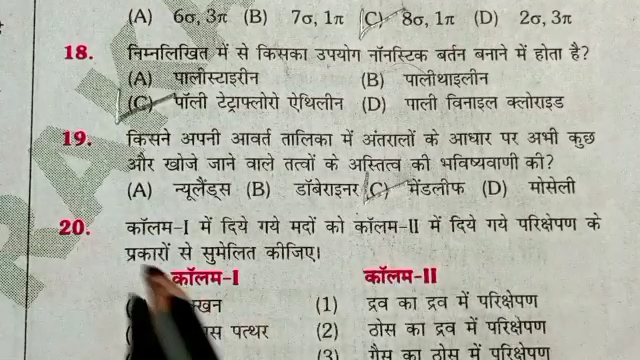 (A) 6σ, 3π (B) 7σ, 1π (C) 8σ, 1π (D) 2σ, 3π
18. निम्नलिखित में से किसका उपयोग नॉनस्टिक बर्तन बनाने में होता है?
(A) पालीस्टाइरीन (B) पालीथाइलीन
(C) पॉली टेट्राफ्लोरो ऐथिलीन (D) पाली विनाइल क्लोराइड
19. किसने अपनी आवर्त तालिका में अंतरालों के आधार पर अभी कुछ
और खोजे जाने वाले तत्वों के अस्तित्व की भविष्यवाणी की?
(A) न्यूलैंड्स (B) डॉबेराइनर (C) मेंडलीफ (D) मोसेली
20. कॉलम-I में दिये गये मदों को कॉलम-II में दिये गये परिक्षेपण के
प्रकारों से सुमेलित कीजिए।
कॉलम-I कॉलम-II
(1) द्रव का द्रव में परिक्षेपण
पत्थर (2) ठोस का द्रव में परिक्षेपण
(3) गैस का ठोस में परिक्षेपण